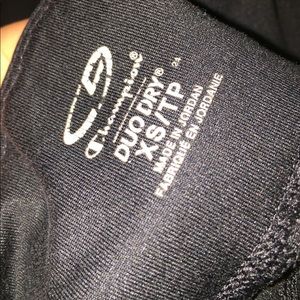 Champion®
DUO DRY®
XS/TP
MADE IN JORDAN
FABRIQUÉ EN JORDANIE